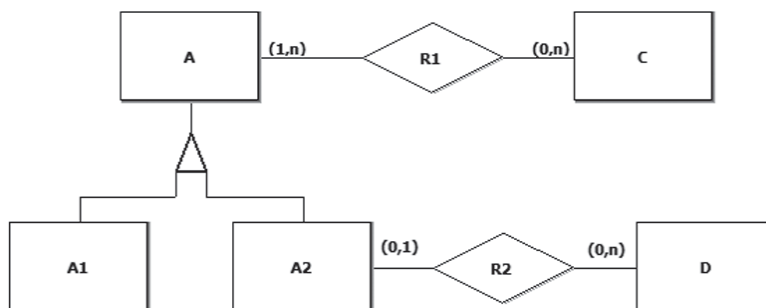 A (1,n) R1 (0,n) C
A1 A2 (0,1) R2 (0,n) D